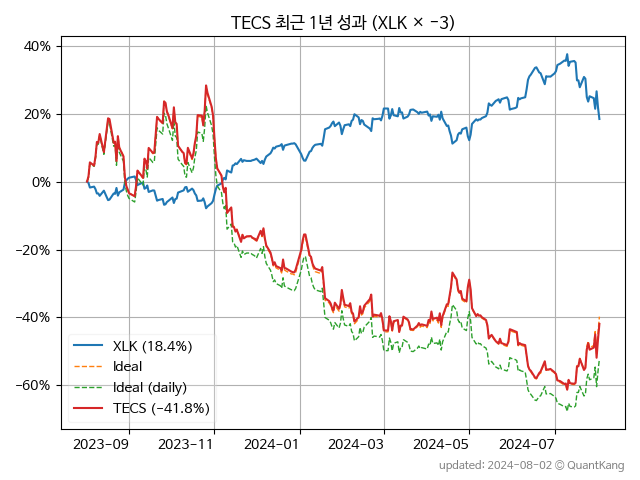 TECS 최근 1년 성과 (XLK × −3)
40%
20%
0%
−20%
−40%
−60%
XLK (18.4%)
Ideal
Ideal (daily)
TECS (−41.8%)
2023-09 2023-11 2024-01 2024-03 2024-05 2024-07
updated: 2024-08-02 © QuantKang